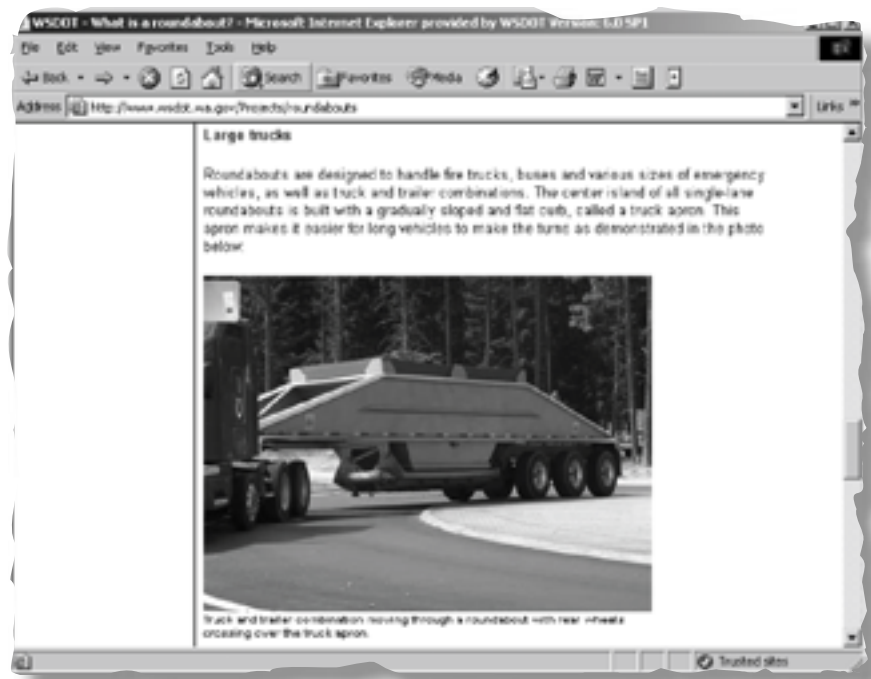 WSDOT - What is a roundabout? - Microsoft Internet Explorer provided by WSDOT Version: 6.0 SP1
File Edit View Favorites Tools Help
Back Search Favorites Media
Address http://www.wsdot.wa.gov/Projects/roundabouts Links
Large trucks
Roundabouts are designed to handle fire trucks, buses and various sizes of emergency
vehicles, as well as truck and trailer combinations. The center island of all single-lane
roundabouts is built with a gradually sloped and flat curb, called a truck apron. This
apron makes it easier for long vehicles to make the turns as demonstrated in the photo
below:
Truck and trailer combination moving through a roundabout with rear wheels
crossing over the truck apron.
Trusted sites